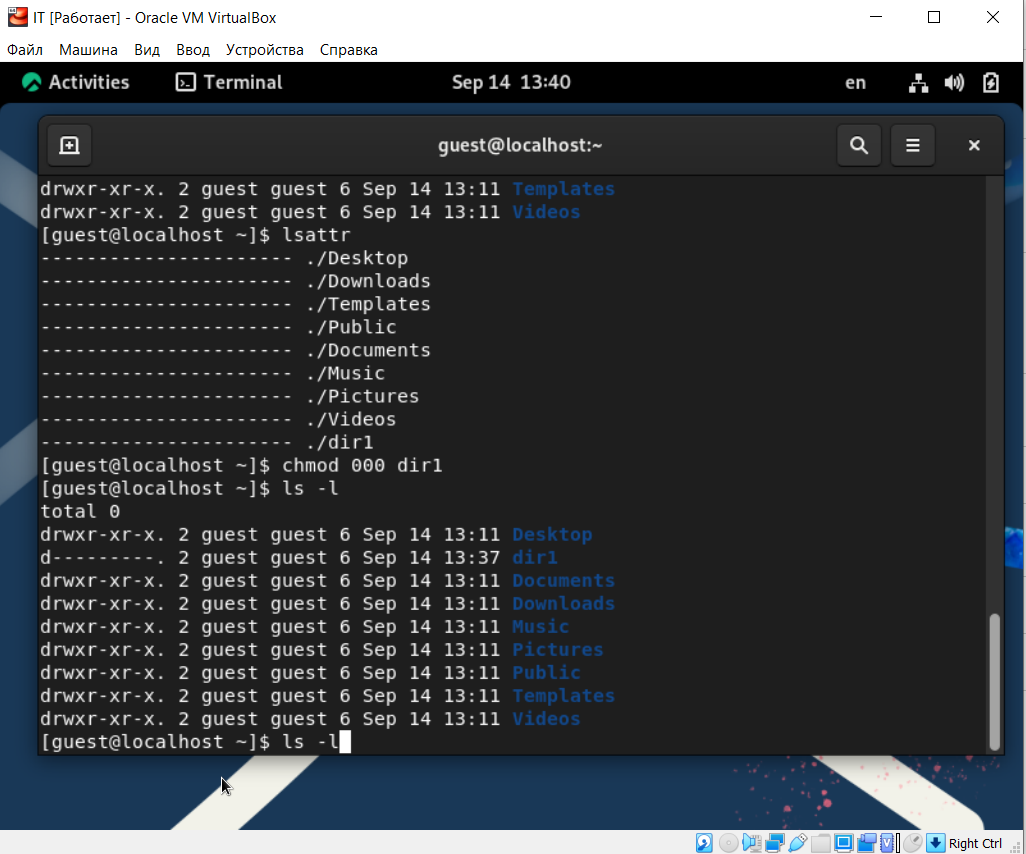 IT [Работает] - Oracle VM VirtualBox
Файл Машина Вид Ввод Устройства Справка
Activities Terminal Sep 14 13:40 en
guest@localhost:~
drwxr-xr-x. 2 guest guest 6 Sep 14 13:11 Templates
drwxr-xr-x. 2 guest guest 6 Sep 14 13:11 Videos
[guest@localhost ~]$ lsattr
---------------------- ./Desktop
---------------------- ./Downloads
---------------------- ./Templates
---------------------- ./Public
---------------------- ./Documents
---------------------- ./Music
---------------------- ./Pictures
---------------------- ./Videos
---------------------- ./dir1
[guest@localhost ~]$ chmod 000 dir1
[guest@localhost ~]$ ls -l
total 0
drwxr-xr-x. 2 guest guest 6 Sep 14 13:11 Desktop
d---------. 2 guest guest 6 Sep 14 13:37 dir1
drwxr-xr-x. 2 guest guest 6 Sep 14 13:11 Documents
drwxr-xr-x. 2 guest guest 6 Sep 14 13:11 Downloads
drwxr-xr-x. 2 guest guest 6 Sep 14 13:11 Music
drwxr-xr-x. 2 guest guest 6 Sep 14 13:11 Pictures
drwxr-xr-x. 2 guest guest 6 Sep 14 13:11 Public
drwxr-xr-x. 2 guest guest 6 Sep 14 13:11 Templates
drwxr-xr-x. 2 guest guest 6 Sep 14 13:11 Videos
[guest@localhost ~]$ ls -l
Right Ctrl